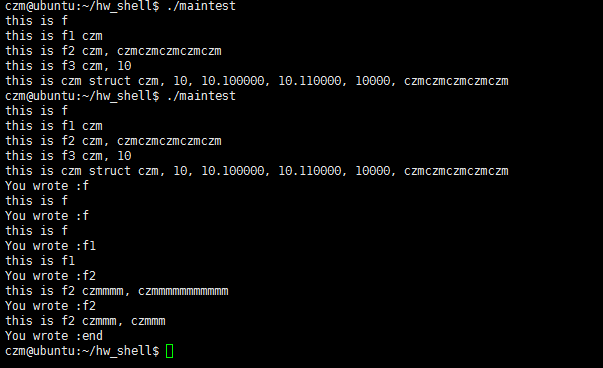 czm@ubuntu:~/hw_shell$ ./maintest
this is f
this is f1 czm
this is f2 czm, czmczmczmczmczm
this is f3 czm, 10
this is czm struct czm, 10, 10.100000, 10.110000, 10000, czmczmczmczmczm
czm@ubuntu:~/hw_shell$ ./maintest
this is f
this is f1 czm
this is f2 czm, czmczmczmczmczm
this is f3 czm, 10
this is czm struct czm, 10, 10.100000, 10.110000, 10000, czmczmczmczmczm
You wrote :f
this is f
You wrote :f
this is f
You wrote :f1
this is f1
You wrote :f2
this is f2 czmmmm, czmmmmmmmmmmm
You wrote :f2
this is f2 czmmm, czmmm
You wrote :end
czm@ubuntu:~/hw_shell$